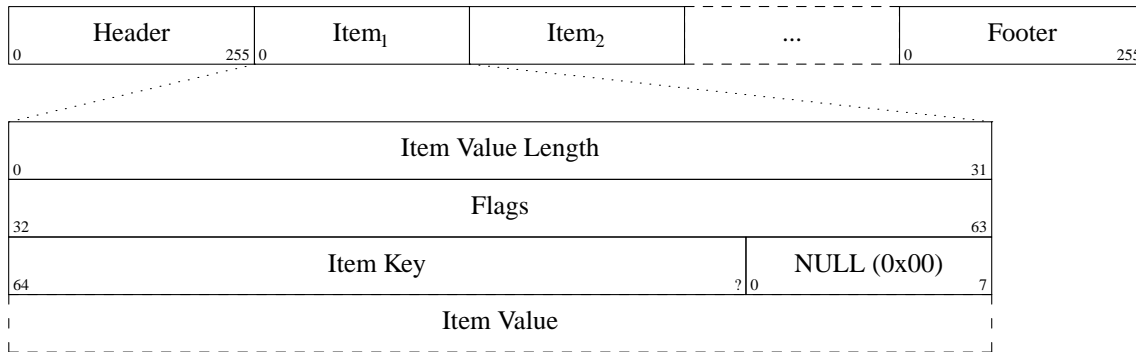 Header Item1 Item2 ... Footer
0 255 0 0 255
Item Value Length
0 31
Flags
32 63
Item Key NULL (0x00)
64 ? 0 7
Item Value